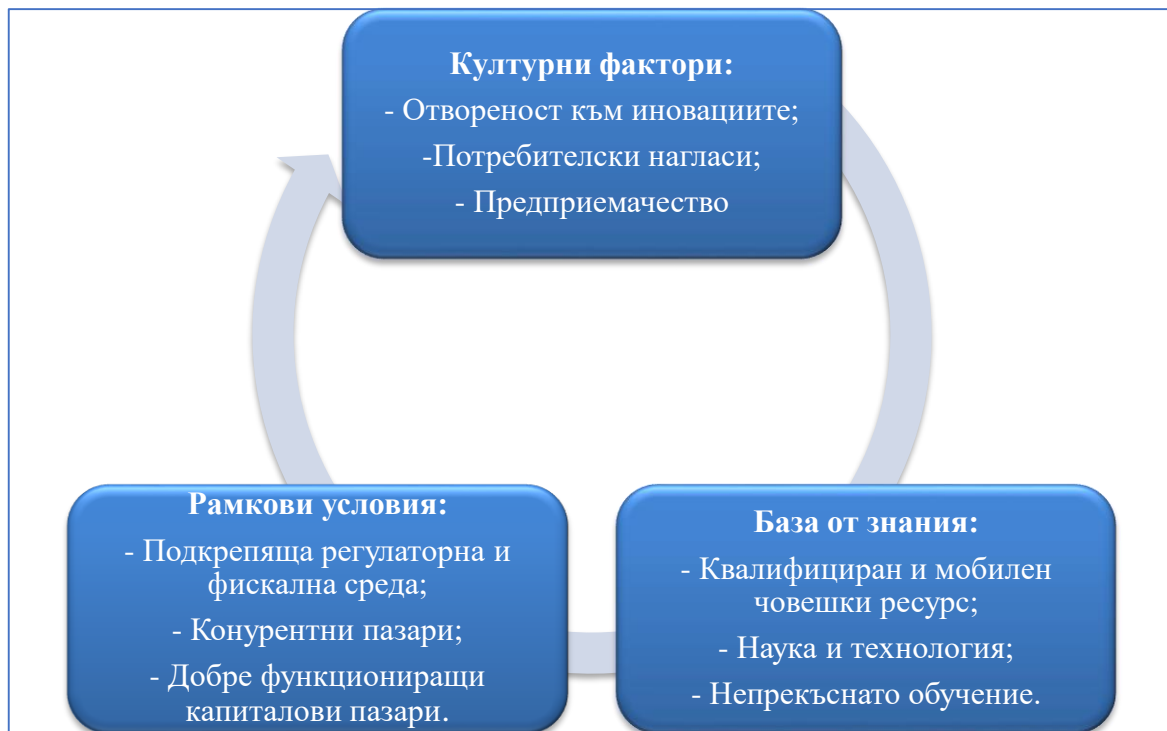 Културни фактори:
- Отвореност към иновациите;
-Потребителски нагласи;
- Предприемачество
Рамкови условия:
- Подкрепяща регулаторна и
фискална среда;
- Конурентни пазари;
- Добре функциониращи
капиталови пазари.
База от знания:
- Квалифициран и мобилен
човешки ресурс;
- Наука и технология;
- Непрекъснато обучение.